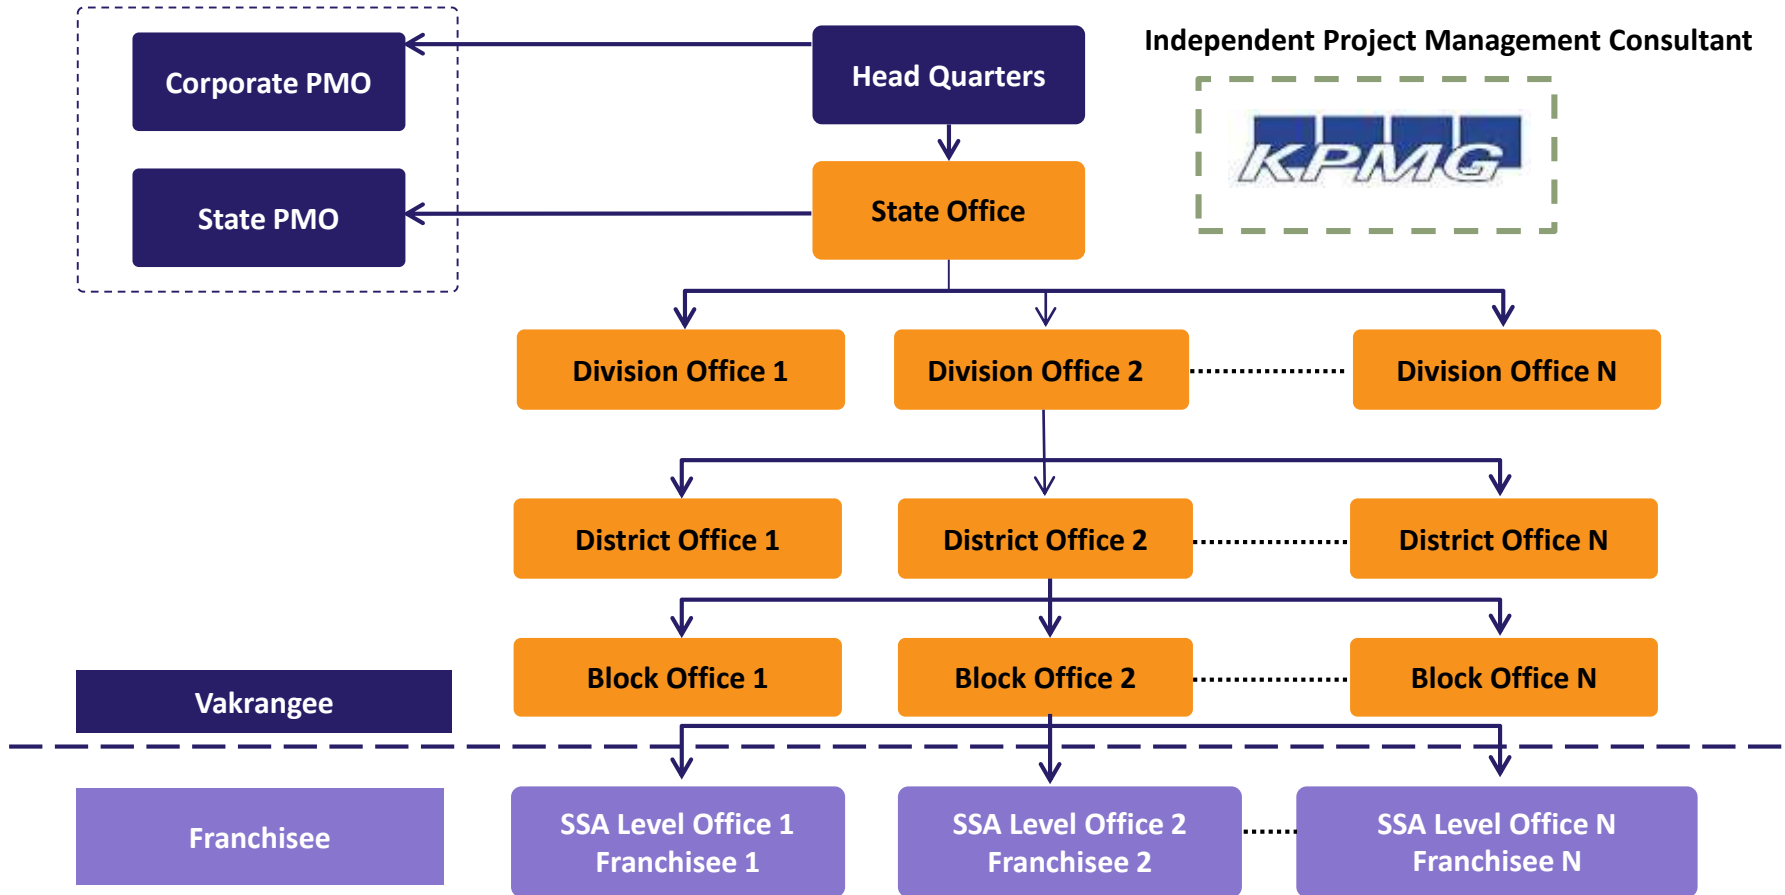 Corporate PMO
Head Quarters
Independent Project Management Consultant
KPMG
State PMO
State Office
Division Office 1
Division Office 2
Division Office N
District Office 1
District Office 2
District Office N
Block Office 1
Block Office 2
Block Office N
Vakrangee
Franchisee
SSA Level Office 1
Franchisee 1
SSA Level Office 2
Franchisee 2
SSA Level Office N
Franchisee N